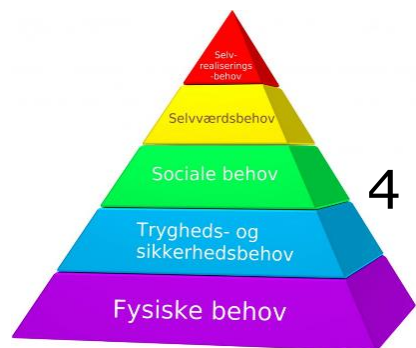 Selv-
realiserings
-behov
Selvværdsbehov
Sociale behov
4
Trygheds- og
sikkerhedsbehov
Fysiske behov